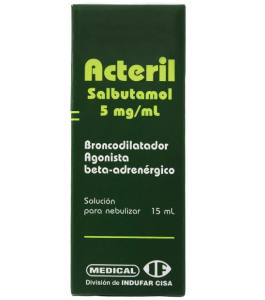 Acteril
Salbutamol
5 mg/mL
Broncodilatador
Agonista
beta-adrenérgico
Solución
para nebulizar 15 mL
MEDICAL IF
División de INDUFAR CISA